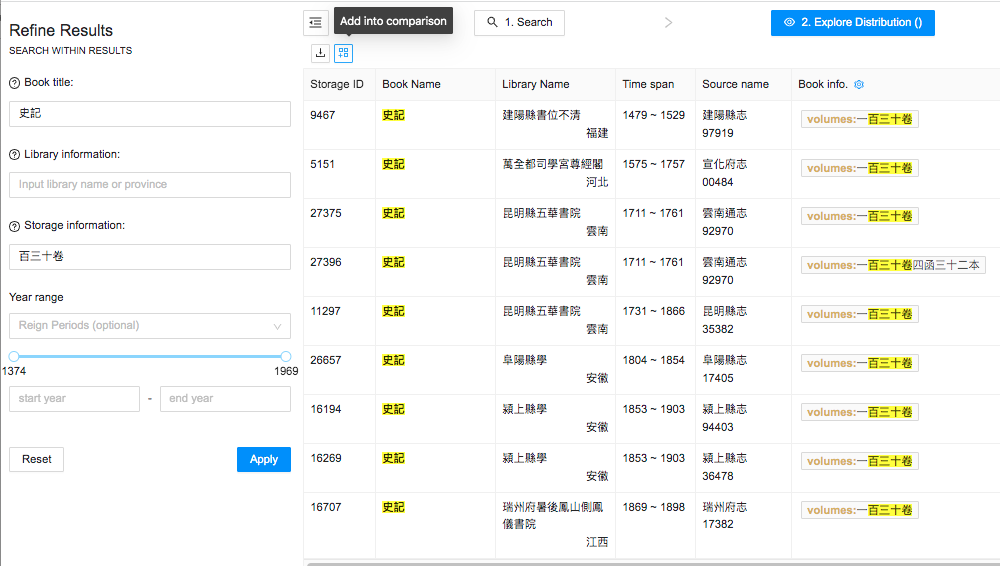 Refine Results
SEARCH WITHIN RESULTS
Book title:
史記
Library information:
Input library name or province
Storage information:
百三十卷
Year range
Reign Periods (optional)
1374
1969
start year
-
end year
Reset
Apply
Add into comparison
1. Search
2. Explore Distribution ()
Storage ID
Book Name
Library Name
Time span
Source name
Book info.
9467
史記
建陽縣書位不清
福建
1479 ~ 1529
建陽縣志
97919
volumes:一百三十卷
5151
史記
萬全都司學宮尊經閣
河北
1575 ~ 1757
宣化府志
00484
volumes:一百三十卷
27375
史記
昆明縣五華書院
雲南
1711 ~ 1761
雲南通志
92970
volumes:一百三十卷
27396
史記
昆明縣五華書院
雲南
1711 ~ 1761
雲南通志
92970
volumes:一百三十卷四函三十二本
11297
史記
昆明縣五華書院
雲南
1731 ~ 1866
昆明縣志
35382
volumes:一百三十卷
26657
史記
阜陽縣學
安徽
1804 ~ 1854
阜陽縣志
17405
volumes:一百三十卷
16194
史記
潁上縣學
安徽
1853 ~ 1903
潁上縣志
94403
volumes:一百三十卷
16269
史記
潁上縣學
安徽
1853 ~ 1903
潁上縣志
36478
volumes:一百三十卷
16707
史記
瑞州府署後鳳山側鳳
儀書院
江西
1869 ~ 1898
瑞州府志
17382
volumes:一百三十卷